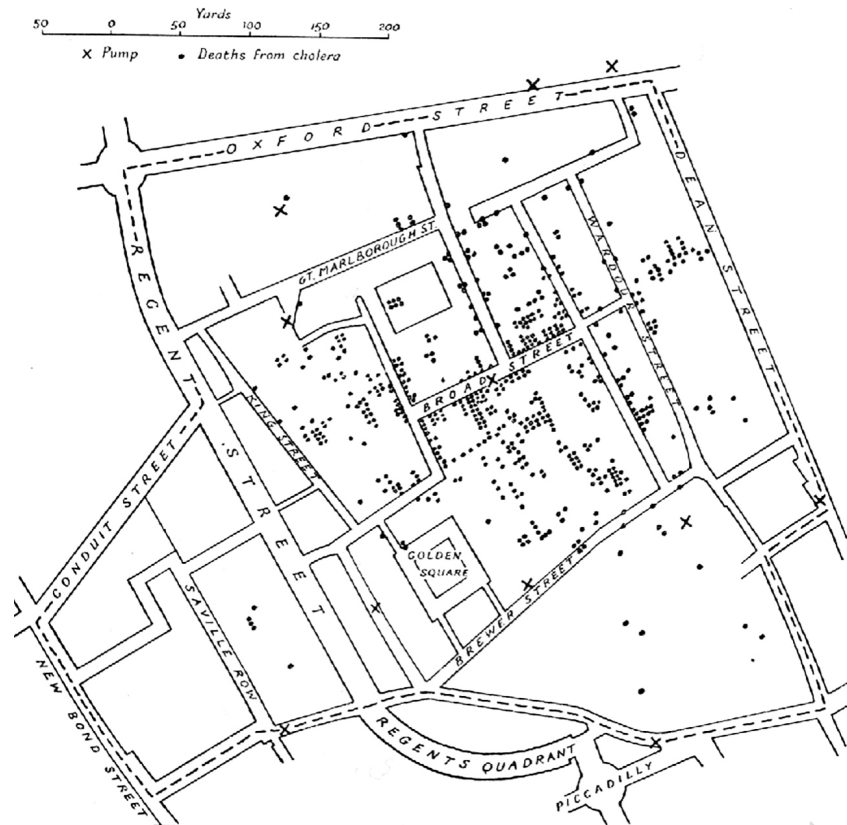 Yards
50 0 50 100 150 200
× Pump • Deaths from cholera
OXFORD STREET
DEAN STREET
REGENT STREET
GT. MARLBOROUGH ST.
WARDOUR STREET
BROAD STREET
KING STREET
CONDUIT STREET
GOLDEN
SQUARE
BREWER STREET
SAVILLE ROW
NEW BOND STREET
REGENTS QUADRANT
PICCADILLY